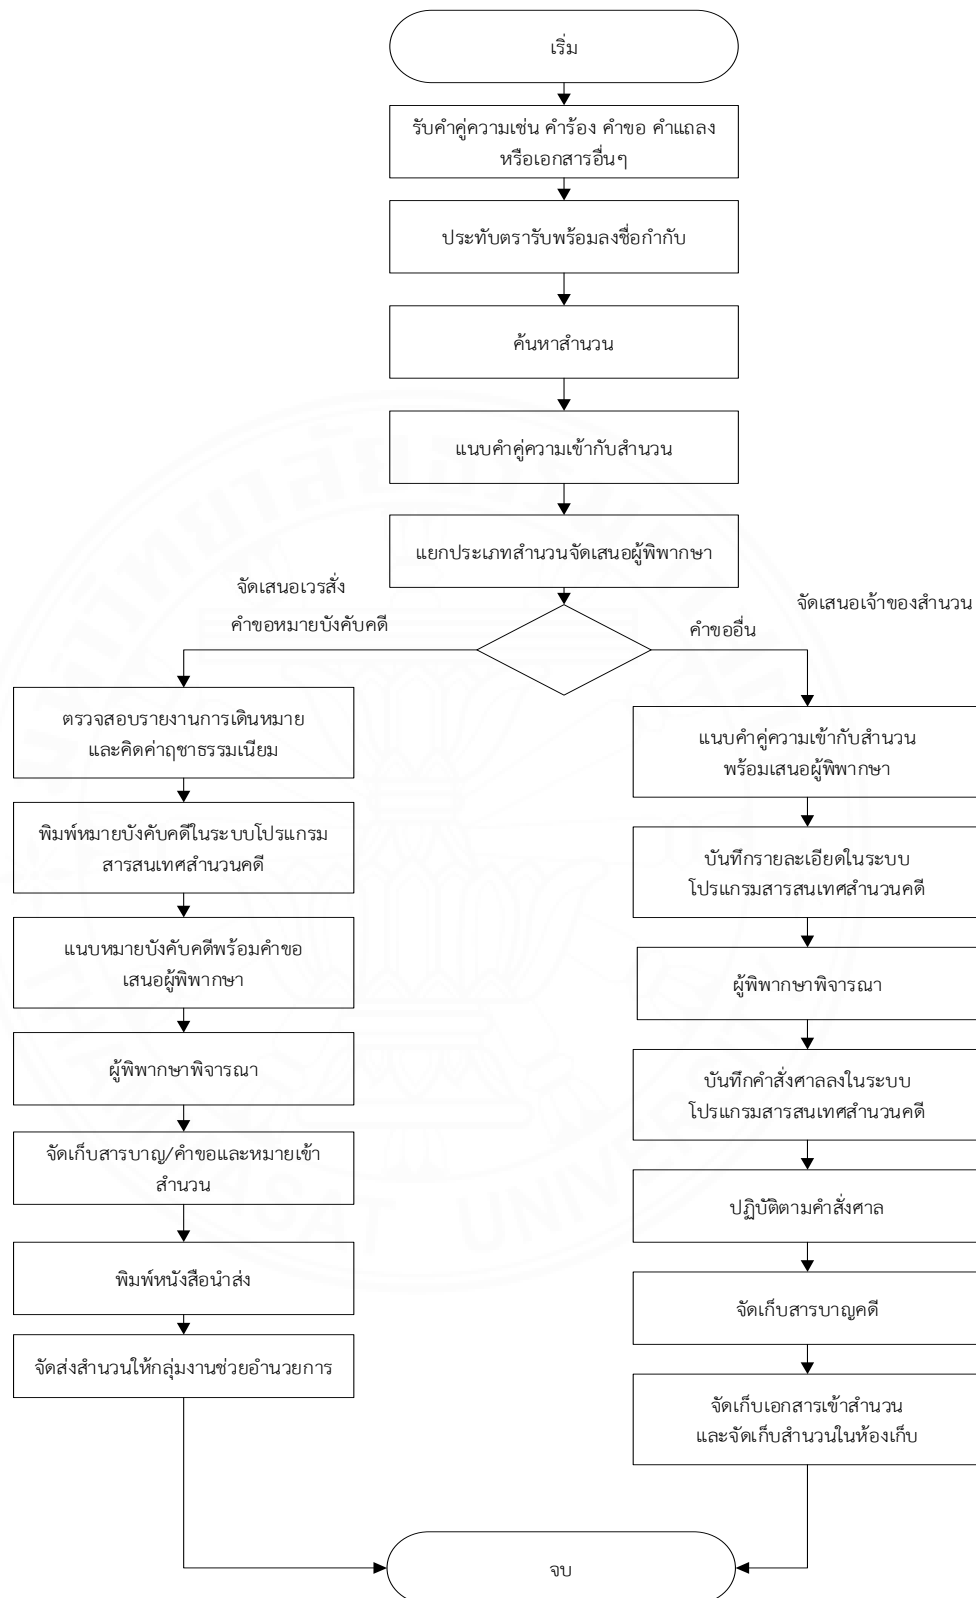 เริ่ม
รับคำคู่ความเช่น คำร้อง คำขอ คำแถลง
หรือเอกสารอื่นๆ
ประทับตรารับพร้อมลงชื่อกำกับ
ค้นหาสำนวน
แนบคำคู่ความเข้ากับสำนวน
แยกประเภทสำนวนจัดเสนอผู้พิพากษา
จัดเสนอเวรสั่ง
คำขอหมายบังคับคดี
จัดเสนอเจ้าของสำนวน
คำขออื่น
ตรวจสอบรายงานการเดินหมาย
และคิดค่าฤชาธรรมเนียม
พิมพ์หมายบังคับคดีในระบบโปรแกรม
สารสนเทศสำนวนคดี
แนบหมายบังคับคดีพร้อมคำขอ
เสนอผู้พิพากษา
ผู้พิพากษาพิจารณา
จัดเก็บสารบาญ/คำขอและหมายเข้า
สำนวน
พิมพ์หนังสือนำส่ง
จัดส่งสำนวนให้กลุ่มงานช่วยอำนวยการ
แนบคำคู่ความเข้ากับสำนวน
พร้อมเสนอผู้พิพากษา
บันทึกรายละเอียดในระบบ
โปรแกรมสารสนเทศสำนวนคดี
ผู้พิพากษาพิจารณา
บันทึกคำสั่งศาลลงในระบบ
โปรแกรมสารสนเทศสำนวนคดี
ปฏิบัติตามคำสั่งศาล
จัดเก็บสารบาญคดี
จัดเก็บเอกสารเข้าสำนวน
และจัดเก็บสำนวนในห้องเก็บ
จบ